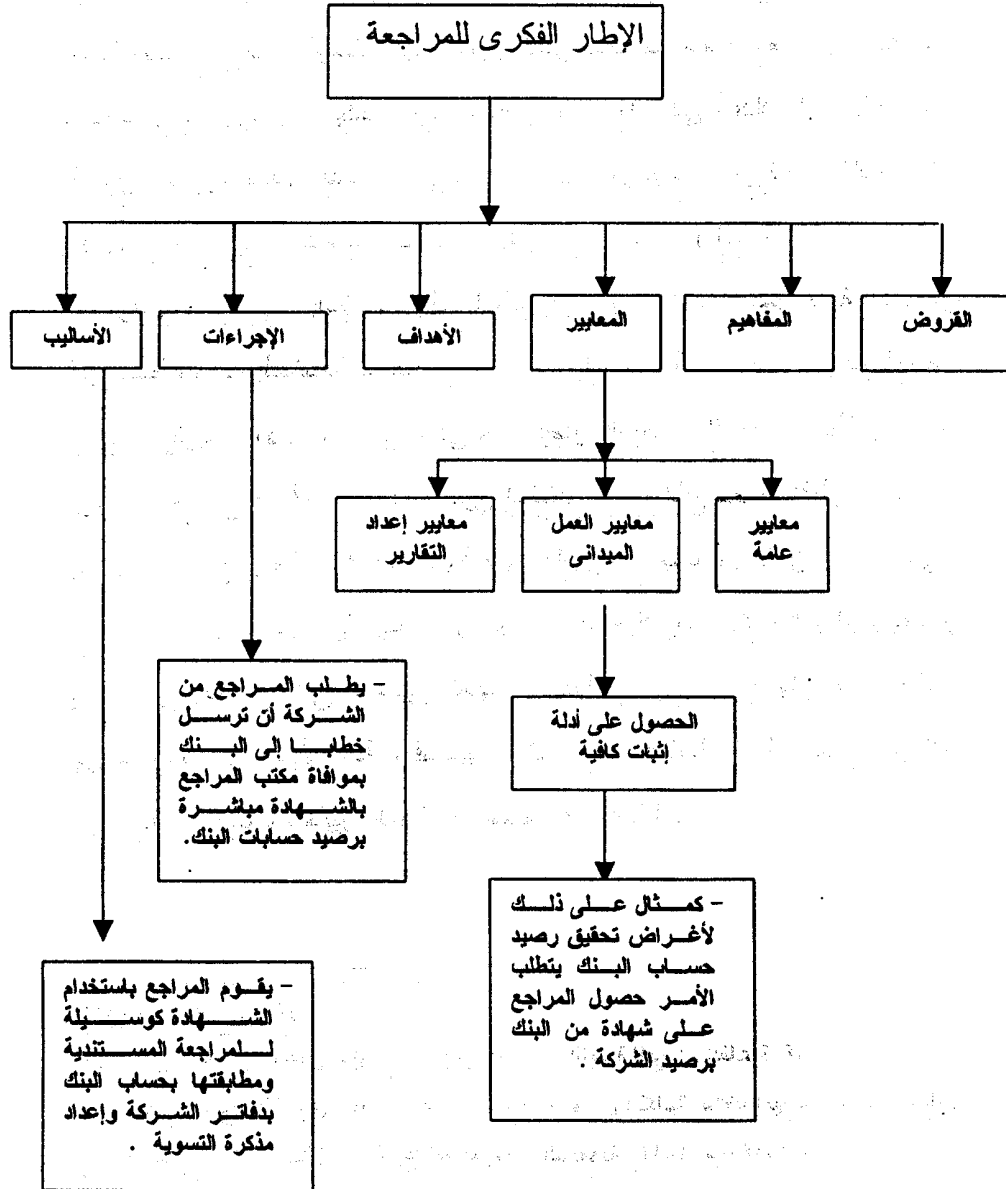 الإطار الفكرى للمراجعة
القروض
المفاهيم
المعايير
الأهداف
الإجراءات
الأساليب
معايير
عامة
معايير العمل
الميدانى
معايير إعداد
التقارير
الحصول على أدلة
إثبات كافية
– كمثال على ذلك
لأغراض تحقيق رصيد
حساب البنك يتطلب
الأمر حصول المراجع
على شهادة من البنك
برصيد الشركة .
– يطلب المراجع من
الشركة أن ترسل
خطابا إلى البنك
بموافاة مكتب المراجع
بالشهادة مباشرة
برصيد حسابات البنك.
– يقوم المراجع باستخدام
الشهادة كوسيلة
للمراجعة المستندية
ومطابقتها بحساب البنك
بدفاتر الشركة وإعداد
مذكرة التسوية .